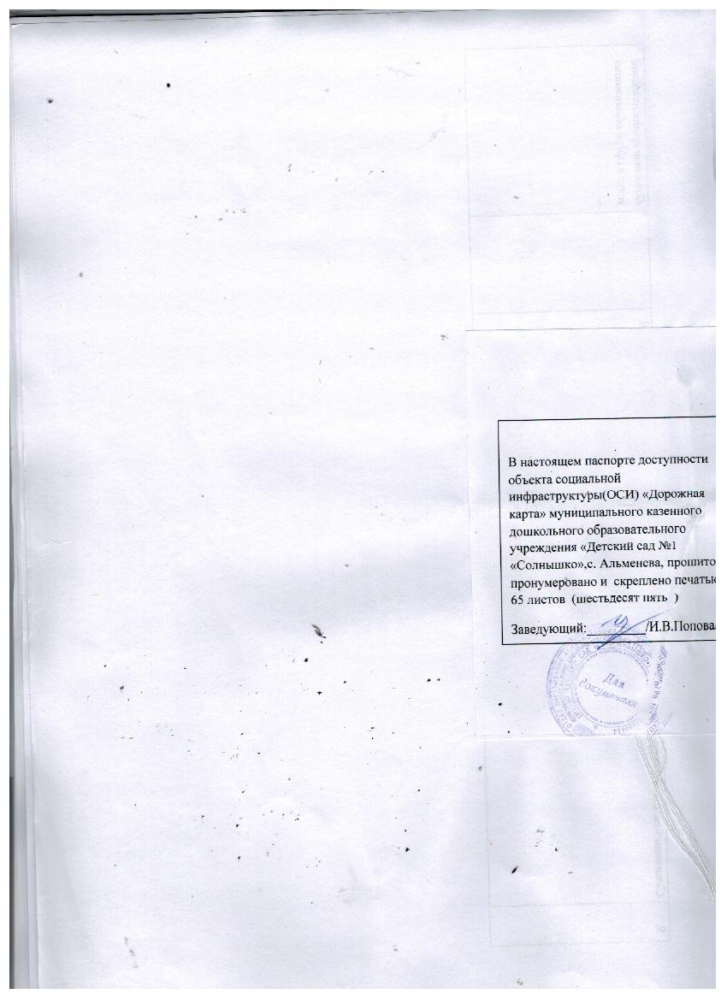 В настоящем паспорте доступности
объекта социальной
инфраструктуры(ОСИ) «Дорожная
карта» муниципального казенного
дошкольного образовательного
учреждения «Детский сад №1
«Солнышко»,с. Альменева, прошито
пронумеровано и скреплено печатью
65 листов (шестьдесят пять )
Заведующий:________/И.В.Попова
Для
документов